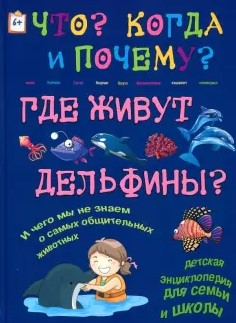 6+
ЧТО? КОГДА
И ПОЧЕМУ?
ГДЕ ЖИВУТ
ДЕЛЬФИНЫ?
И чего мы не знаем
о самых общительных
животных
Детская
энциклопедия
для семьи
и школы